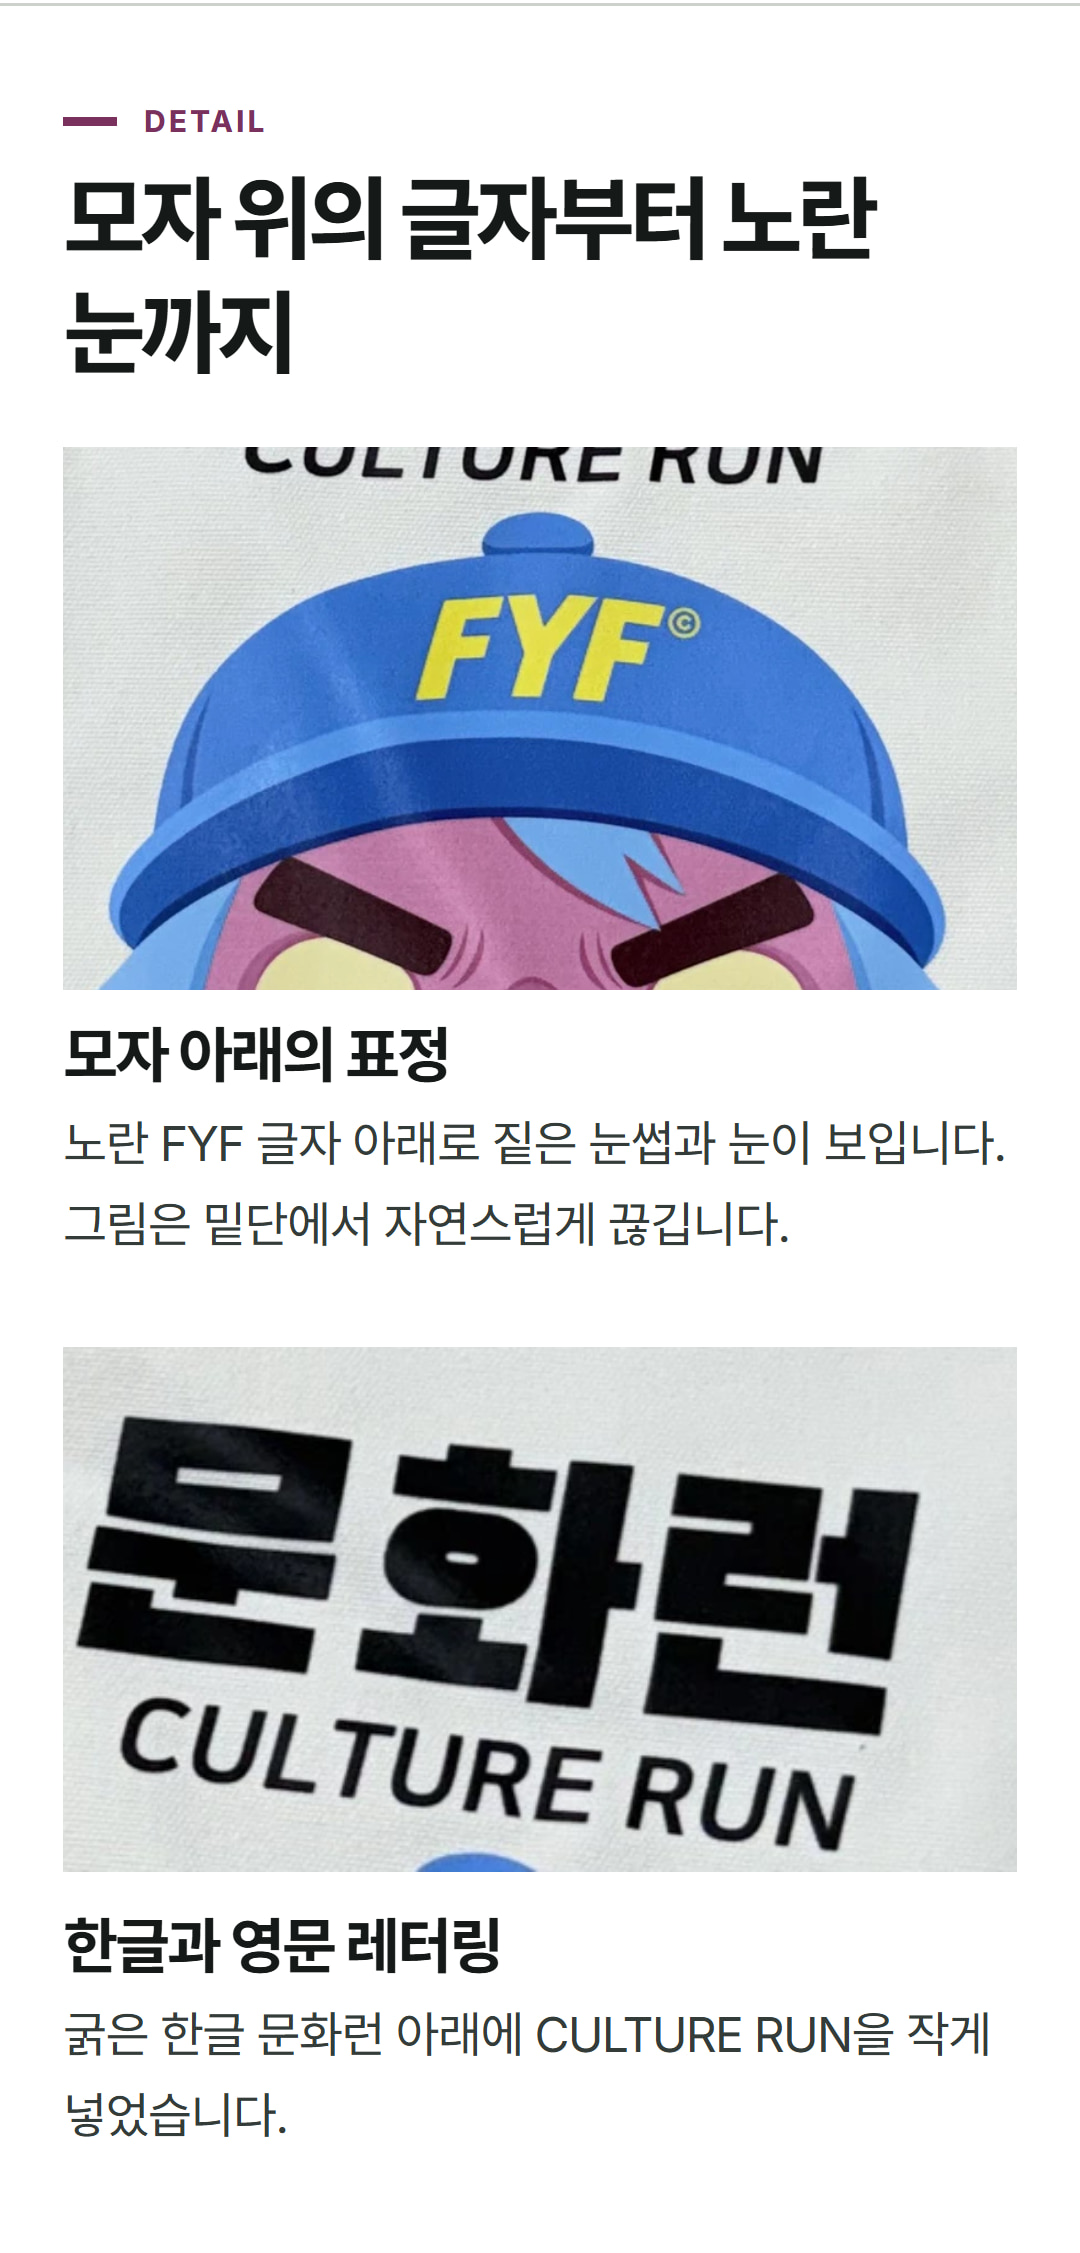 DETAIL
모자 위의 글자부터 노란
눈까지
CULTURE RUN
FYF©
모자 아래의 표정
노란 FYF 글자 아래로 짙은 눈썹과 눈이 보입니다.
그림은 밑단에서 자연스럽게 끊깁니다.
문화런
CULTURE RUN
한글과 영문 레터링
굵은 한글 문화런 아래에 CULTURE RUN을 작게
넣었습니다.